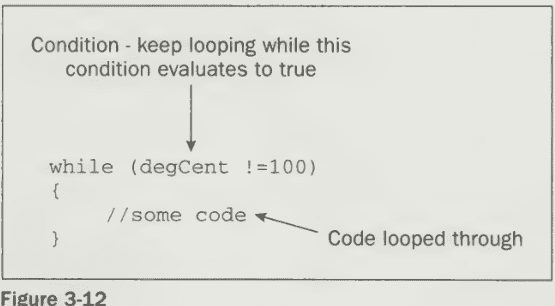 Condition - keep looping while this
condition evaluates to true
while (degCent !=100)
{
//some code
}
Code looped through
Figure 3-12